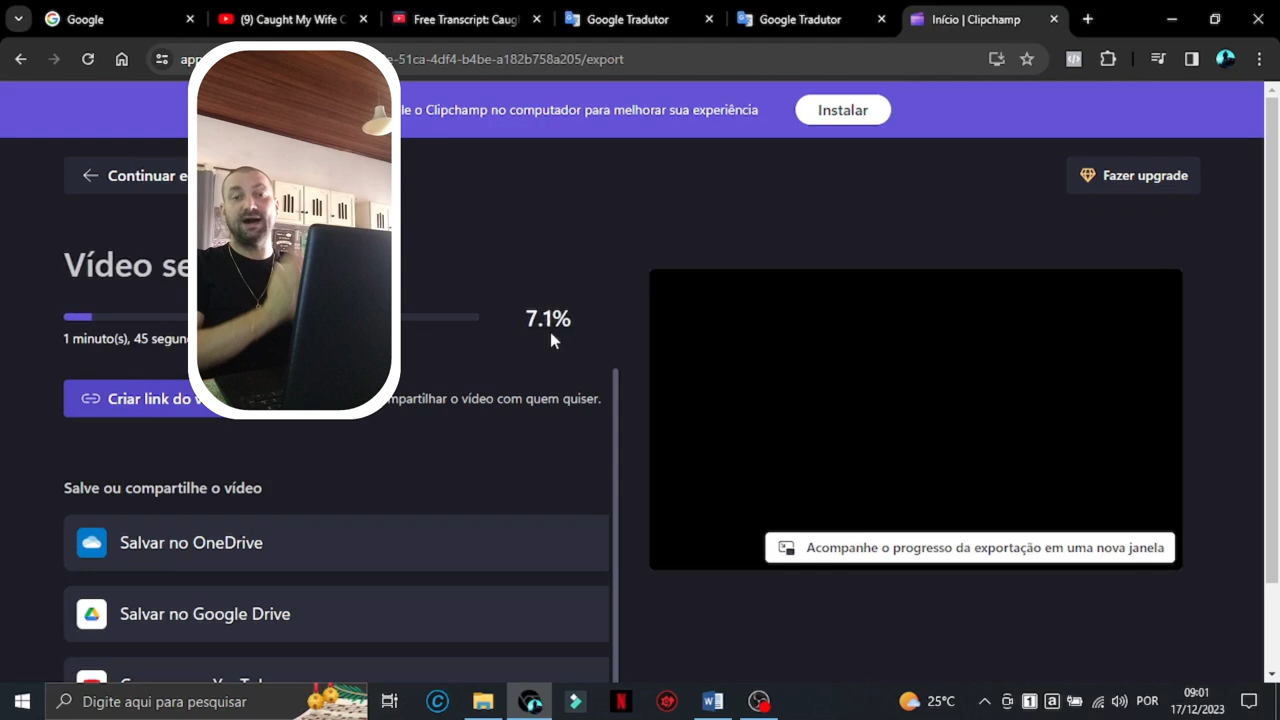 Google
(9) Caught My Wife C
Free Transcript: Caug
Google Tradutor
Google Tradutor
Início | Clipchamp
app
e-51ca-4df4-b4be-a182b758a205/export
le o Clipchamp no computador para melhorar sua experiência
Instalar
Continuar e
Fazer upgrade
Vídeo se
7.1%
1 minuto(s), 45 segun
Criar link do v
mpartilhar o vídeo com quem quiser.
Salve ou compartilhe o vídeo
Salvar no OneDrive
Acompanhe o progresso da exportação em uma nova janela
Salvar no Google Drive
Digite aqui para pesquisar
25°C
POR
09:01
17/12/2023